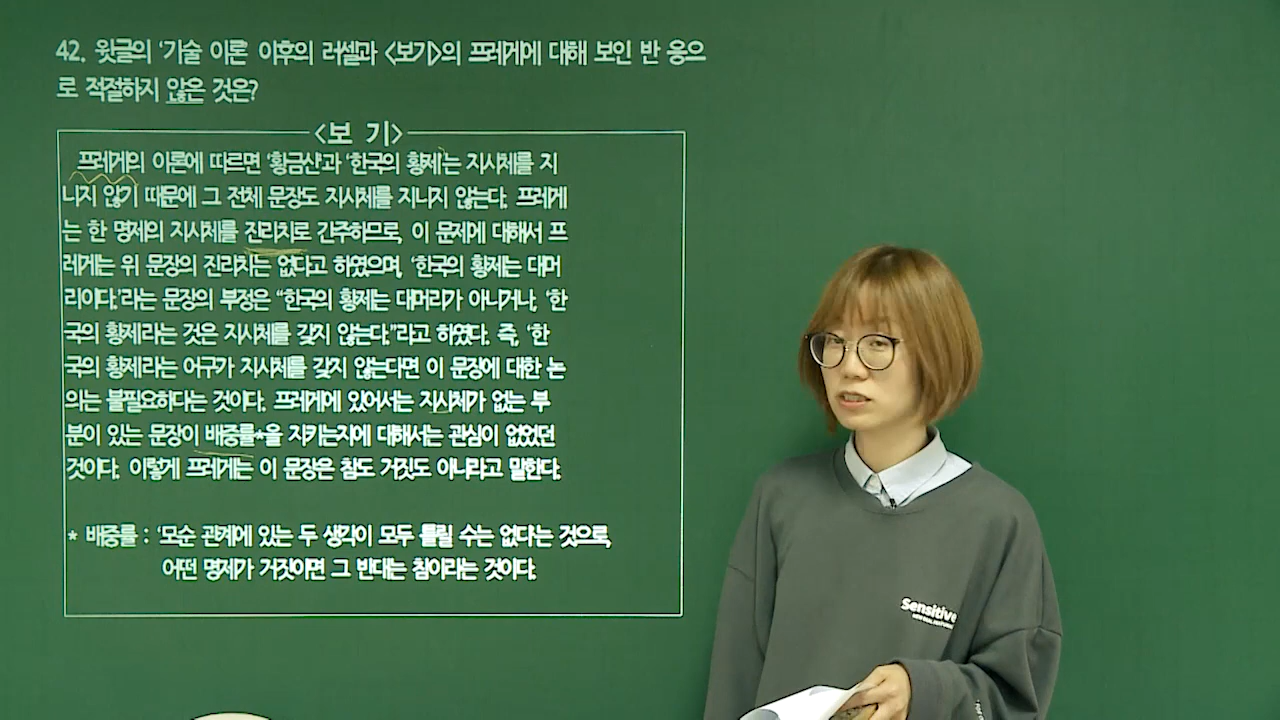 42. 윗글의 '기술 이론' 이후의 러셀과 <보기>의 프레게에 대해 보인 반 응으
로 적절하지 않은 것은?
<보 기>
프레게의 이론에 따르면 '황금산'과 '한국의 황제'는 지시체를 지
니지 않기 때문에 그 전체 문장도 지시체를 지니지 않는다. 프레게
는 한 명제의 지시체를 진리치로 간주하므로, 이 문제에 대해서 프
레게는 위 문장의 진리치는 없다고 하였으며, '한국의 황제는 대머
리이다.'라는 문장의 부정은 "한국의 황제는 대머리가 아니거나, '한
국의 황제'라는 것은 지시체를 갖지 않는다."라고 하였다. 즉, '한
국의 황제'라는 어구가 지시체를 갖지 않는다면 이 문장에 대한 논
의는 불필요하다는 것이다. 프레게에 있어서는 지시체가 없는 부
분이 있는 문장이 배중률*을 지키는지에 대해서는 관심이 없었던
것이다. 이렇게 프레게는 이 문장은 참도 거짓도 아니라고 말한다.
* 배중률 : '모순 관계에 있는 두 생각이 모두 틀릴 수는 없다'는 것으로,
어떤 명제가 거짓이면 그 반대는 참이라는 것이다.
Sensitive